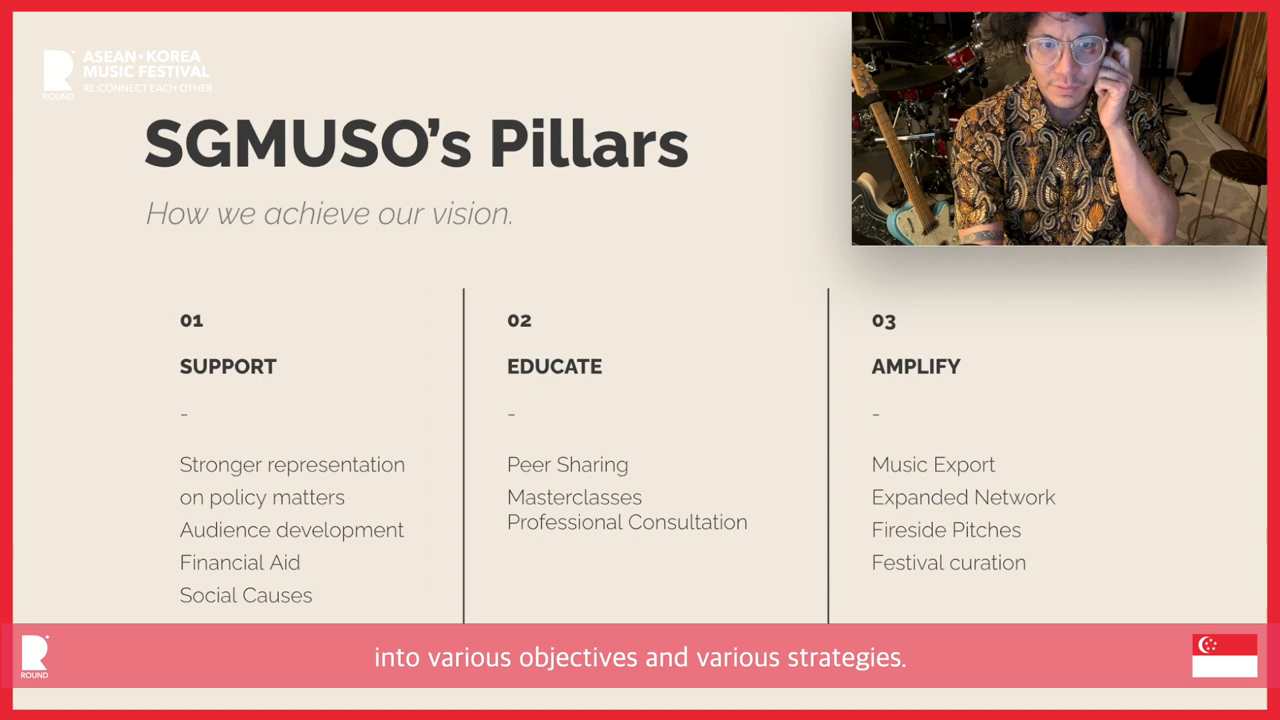 ASEAN•KOREA
MUSIC FESTIVAL
RE:CONNECT EACH OTHER
ROUND
SGMUSO’s Pillars
How we achieve our vision.
01
SUPPORT
-
Stronger representation
on policy matters
Audience development
Financial Aid
Social Causes
02
EDUCATE
-
Peer Sharing
Masterclasses
Professional Consultation
03
AMPLIFY
-
Music Export
Expanded Network
Fireside Pitches
Festival curation
ROUND
into various objectives and various strategies.